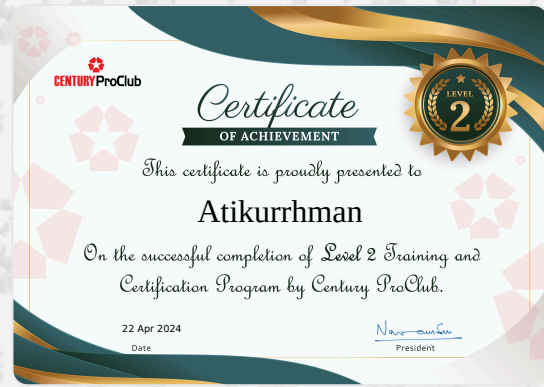 CENTURY ProClub
LEVEL
2
Certificate
OF ACHIEVEMENT
This certificate is proudly presented to
Atikurrhman
On the successful completion of Level 2 Training and
Certification Program by Century ProClub.
22 Apr 2024
Date
President